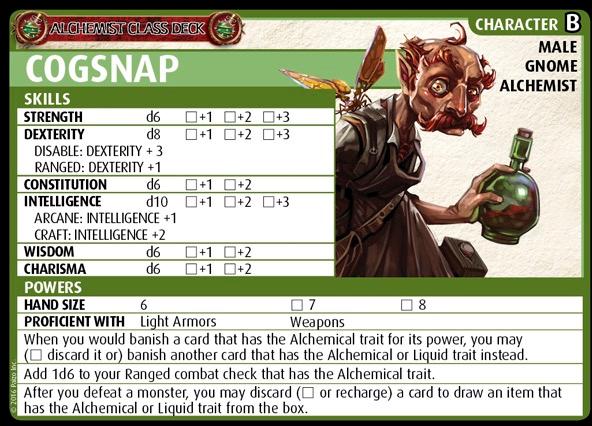 ALCHEMIST CLASS DECK
CHARACTER B
COGSNAP
MALE
GNOME
ALCHEMIST
SKILLS
STRENGTH d6 □+1 □+2 □+3
DEXTERITY d8 □+1 □+2 □+3
DISABLE: DEXTERITY + 3
RANGED: DEXTERITY +1
CONSTITUTION d6 □+1 □+2
INTELLIGENCE d10 □+1 □+2 □+3
ARCANE: INTELLIGENCE +1
CRAFT: INTELLIGENCE +2
WISDOM d6 □+1 □+2
CHARISMA d6 □+1 □+2
POWERS
HAND SIZE 6 □ 7 □ 8
PROFICIENT WITH Light Armors Weapons
When you would banish a card that has the Alchemical trait for its power, you may
(□ discard it or) banish another card that has the Alchemical or Liquid trait instead.
Add 1d6 to your Ranged combat check that has the Alchemical trait.
After you defeat a monster, you may discard (□ or recharge) a card to draw an item that
has the Alchemical or Liquid trait from the box.
© 2016 Paizo Inc.